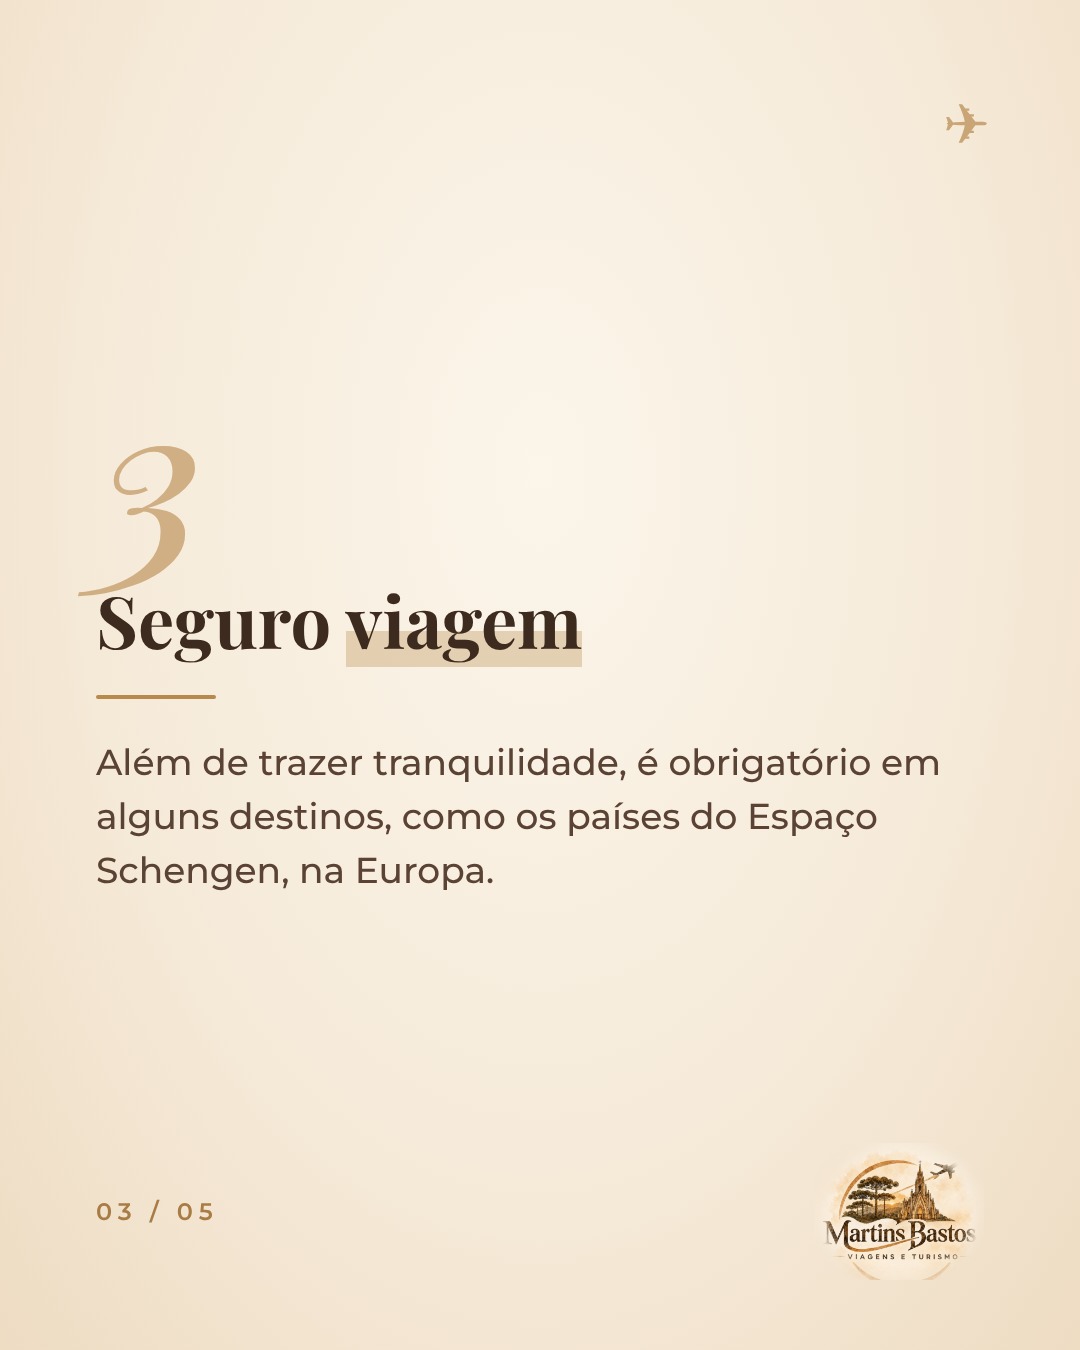 3
Seguro viagem
Além de trazer tranquilidade, é obrigatório em
alguns destinos, como os países do Espaço
Schengen, na Europa.
03 / 05
Martins Bastos
VIAGENS E TURISMO